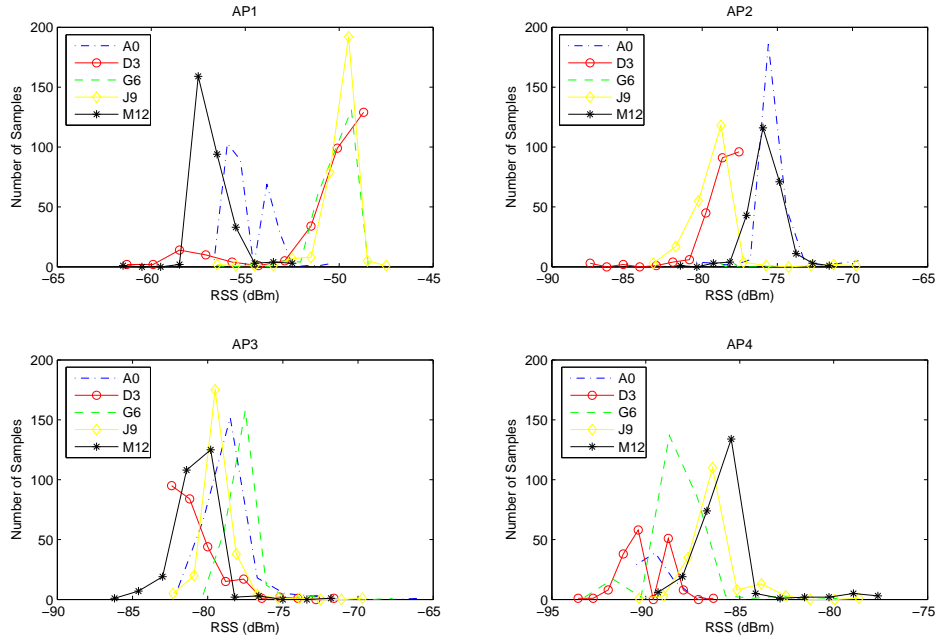 AP1
Number of Samples
200
150
100
50
0
A0
D3
G6
J9
M12
−65
−60
−55
−50
−45
RSS (dBm)
AP2
Number of Samples
200
150
100
50
0
A0
D3
G6
J9
M12
−90
−85
−80
−75
−70
−65
RSS (dBm)
AP3
Number of Samples
200
150
100
50
0
A0
D3
G6
J9
M12
−90
−85
−80
−75
−70
−65
RSS (dBm)
AP4
Number of Samples
200
150
100
50
0
A0
D3
G6
J9
M12
−95
−90
−85
−80
−75
RSS (dBm)